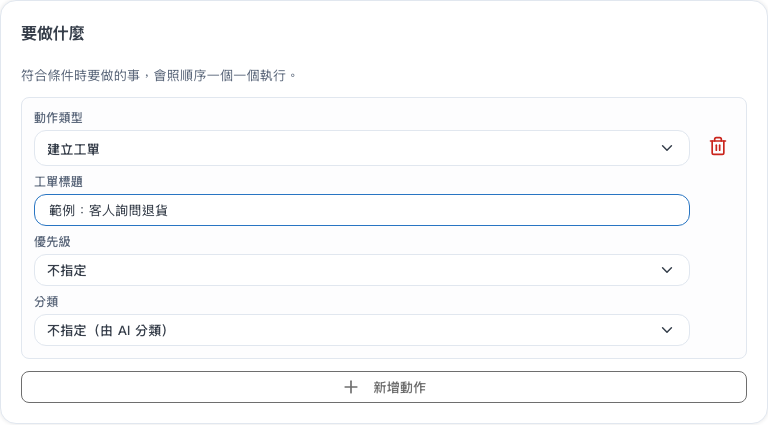 要做什麼
符合條件時要做的事，會照順序一個一個執行。
動作類型
建立工單
工單標題
範例：客人詢問退貨
優先級
不指定
分類
不指定（由 AI 分類）
新增動作